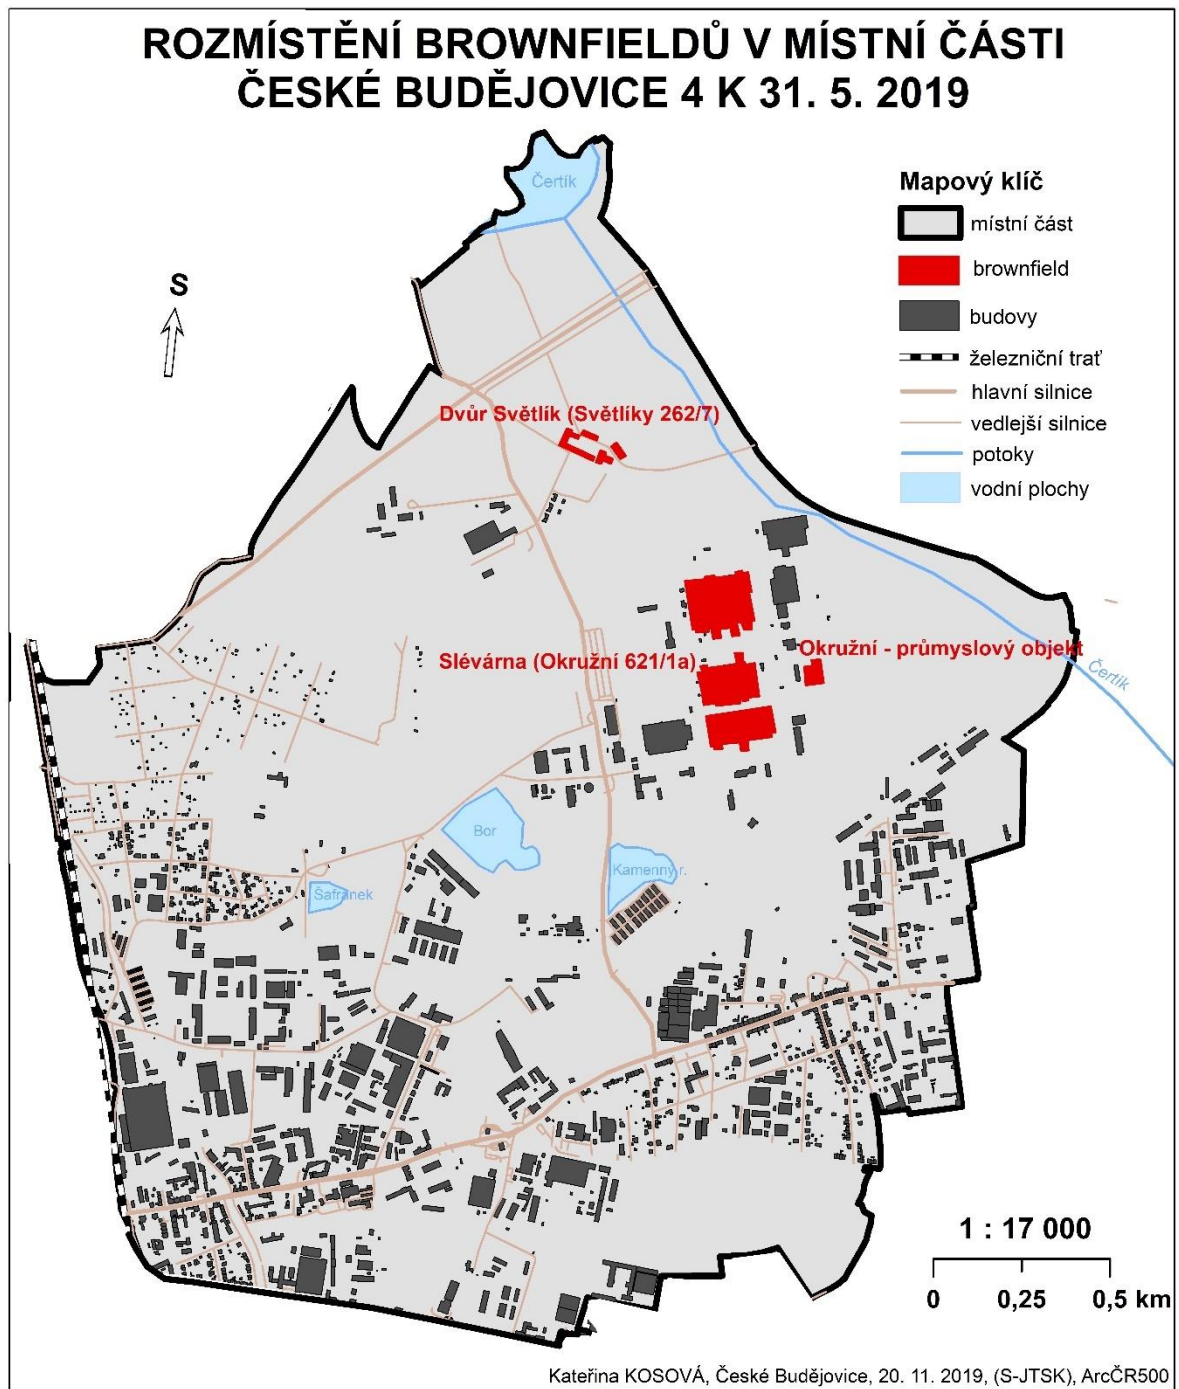 ROZMÍSTĚNÍ BROWNFIELDŮ V MÍSTNÍ ČÁSTI
ČESKÉ BUDĚJOVICE 4 K 31. 5. 2019
Čertík
Mapový klíč
místní část
brownfield
budovy
železniční trať
hlavní silnice
vedlejší silnice
potoky
vodní plochy
S
Dvůr Světlík (Světlíky 262/7)
Slévárna (Okružní 621/1a)
Okružní - průmyslový objekt
Čertík
Bor
Kamenný r.
Šafránek
1 : 17 000
0 0,25 0,5 km
Kateřina KOSOVÁ, České Budějovice, 20. 11. 2019, (S-JTSK), ArcČR500